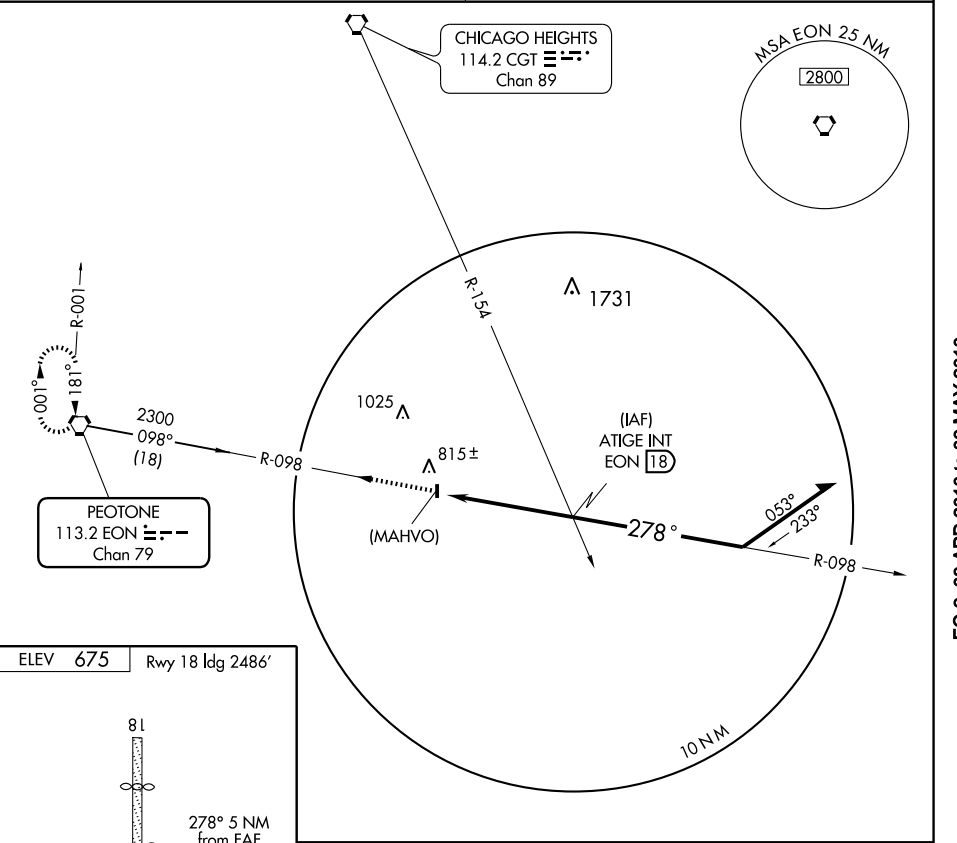 CHICAGO HEIGHTS
114.2 CGT
Chan 89
MSA EON 25 NM
2800
R-154
1731
R-001
001°
181°
1025
2300
098°
(18)
R-098
815±
(IAF)
ATIGE INT
EON 18
(MAHVO)
278°
053°
233°
R-098
PEOTONE
113.2 EON
Chan 79
10 NM
ELEV 675
Rwy 18 ldg 2486'
18
278° 5 NM
from FAF